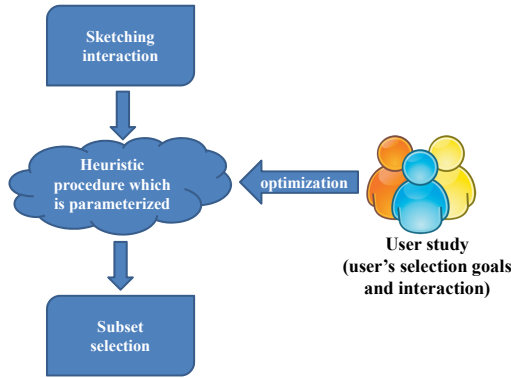 Sketching
interaction
Heuristic
procedure which
is parameterized
optimization
User study
(user's selection goals
and interaction)
Subset
selection